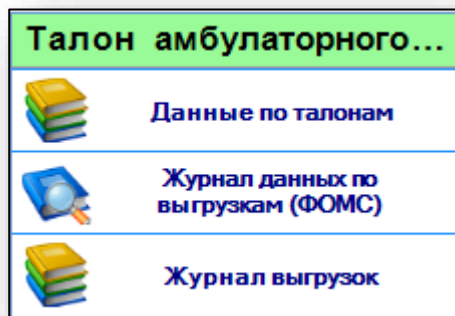 Талон амбулаторного...
Данные по талонам
Журнал данных по
выгрузкам (ФОМС)
Журнал выгрузок